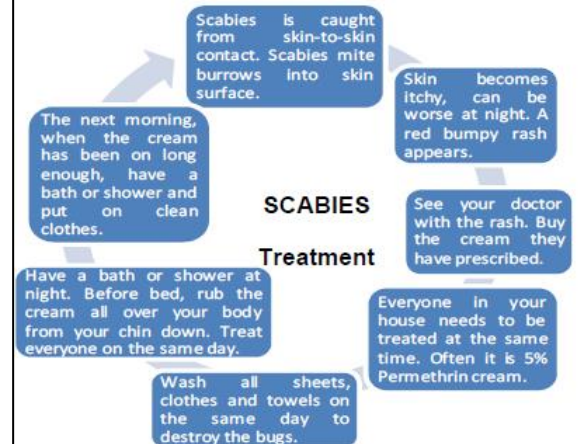 Scabies is caught
from skin-to-skin
contact. Scabies mite
burrows into skin
surface.
Skin becomes
itchy, can be
worse at night. A
red bumpy rash
appears.
See your doctor
with the rash. Buy
the cream they
have prescribed.
Everyone in your
house needs to be
treated at the same
time. Often it is 5%
Permethrin cream.
Wash all sheets,
clothes and towels on
the same day to
destroy the bugs.
Have a bath or shower at
night. Before bed, rub the
cream all over your body
from your chin down. Treat
everyone on the same day.
The next morning,
when the cream
has been on long
enough, have a
bath or shower and
put on clean
clothes.
SCABIES
Treatment